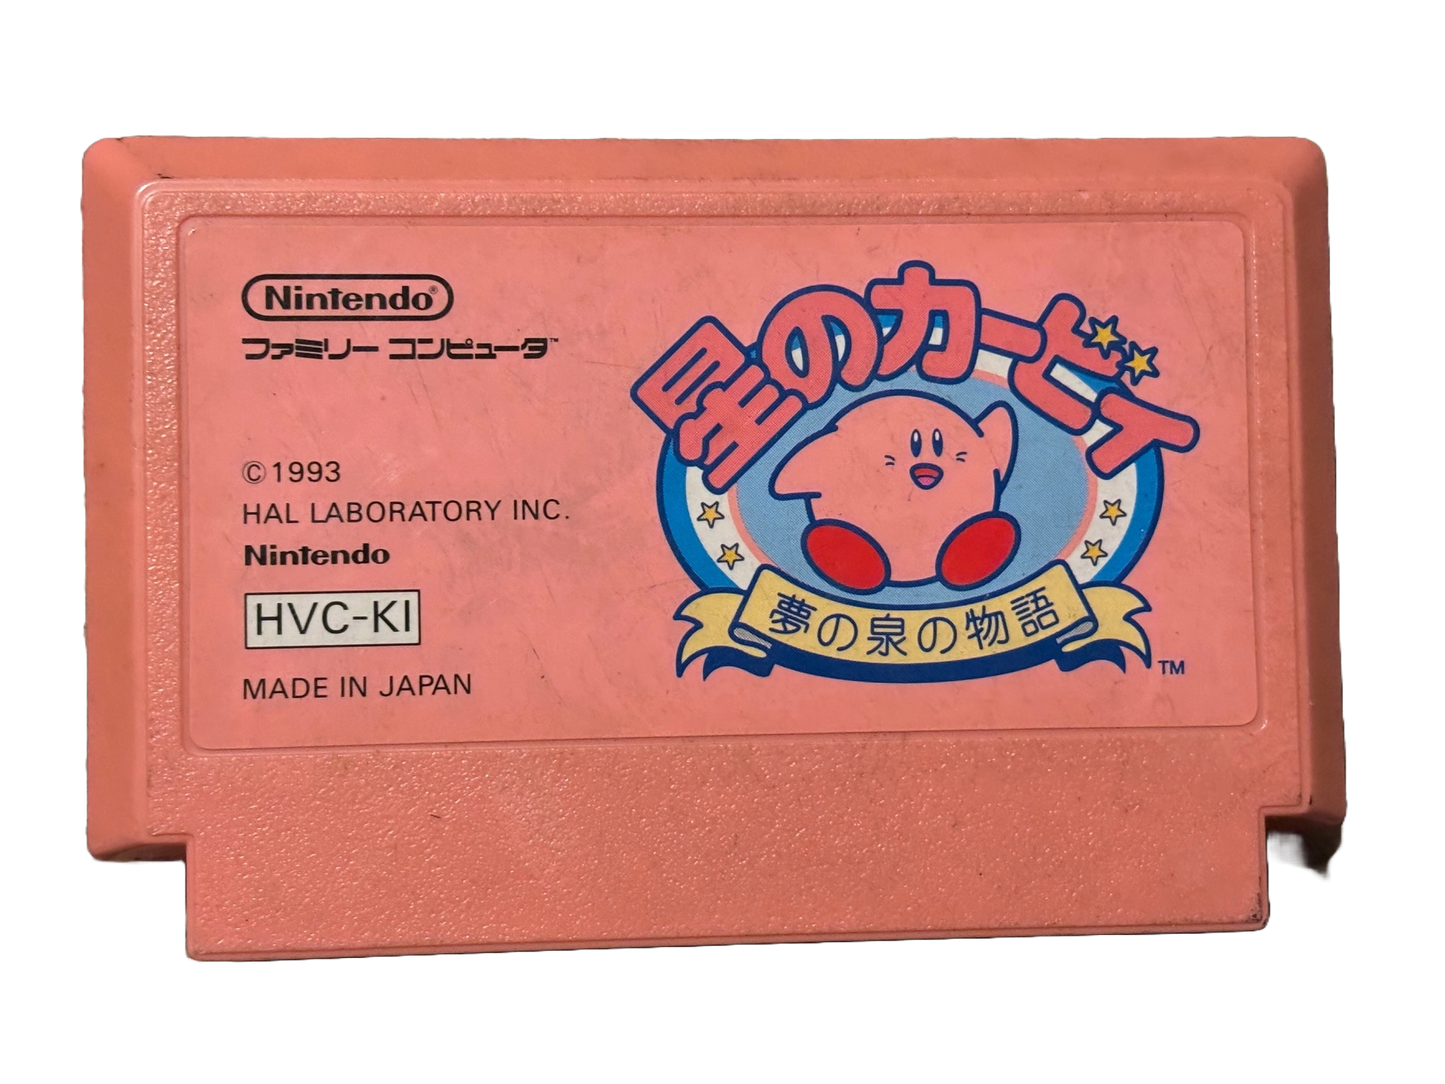 Nintendo®
ファミリー コンピュータ™
© 1993
HAL LABORATORY INC.
Nintendo
HVC-KI
MADE IN JAPAN
星のカービィ
夢の泉の物語
TM